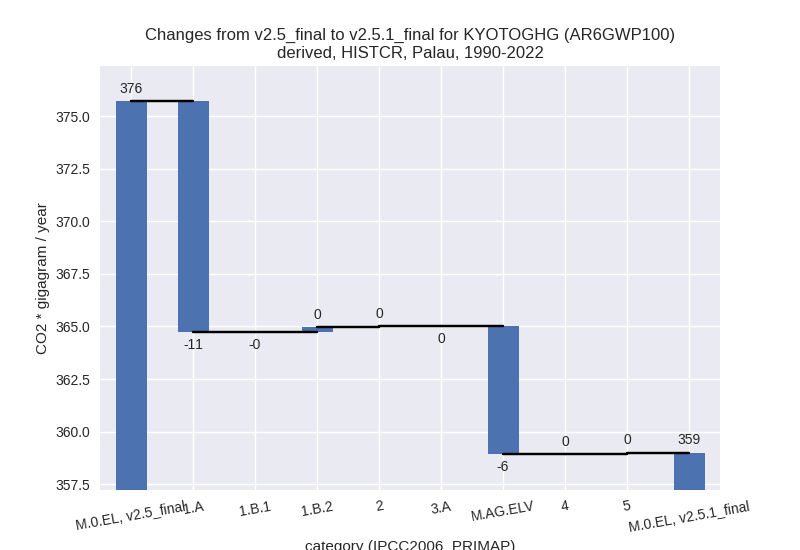 Changes from v2.5_final to v2.5.1_final for KYOTOGHG (AR6GWP100)
derived, HISTCR, Palau, 1990-2022
CO2 * gigagram / year
375.0
372.5
370.0
367.5
365.0
362.5
360.0
357.5
376
-11
-0
0
0
0
-6
0
0
359
M.0.EL, v2.5_final
1.A
1.B.1
1.B.2
2
3.A
M.AG.ELV
4
5
M.0.EL, v2.5.1_final
category (IPCC2006_PRIMAP)